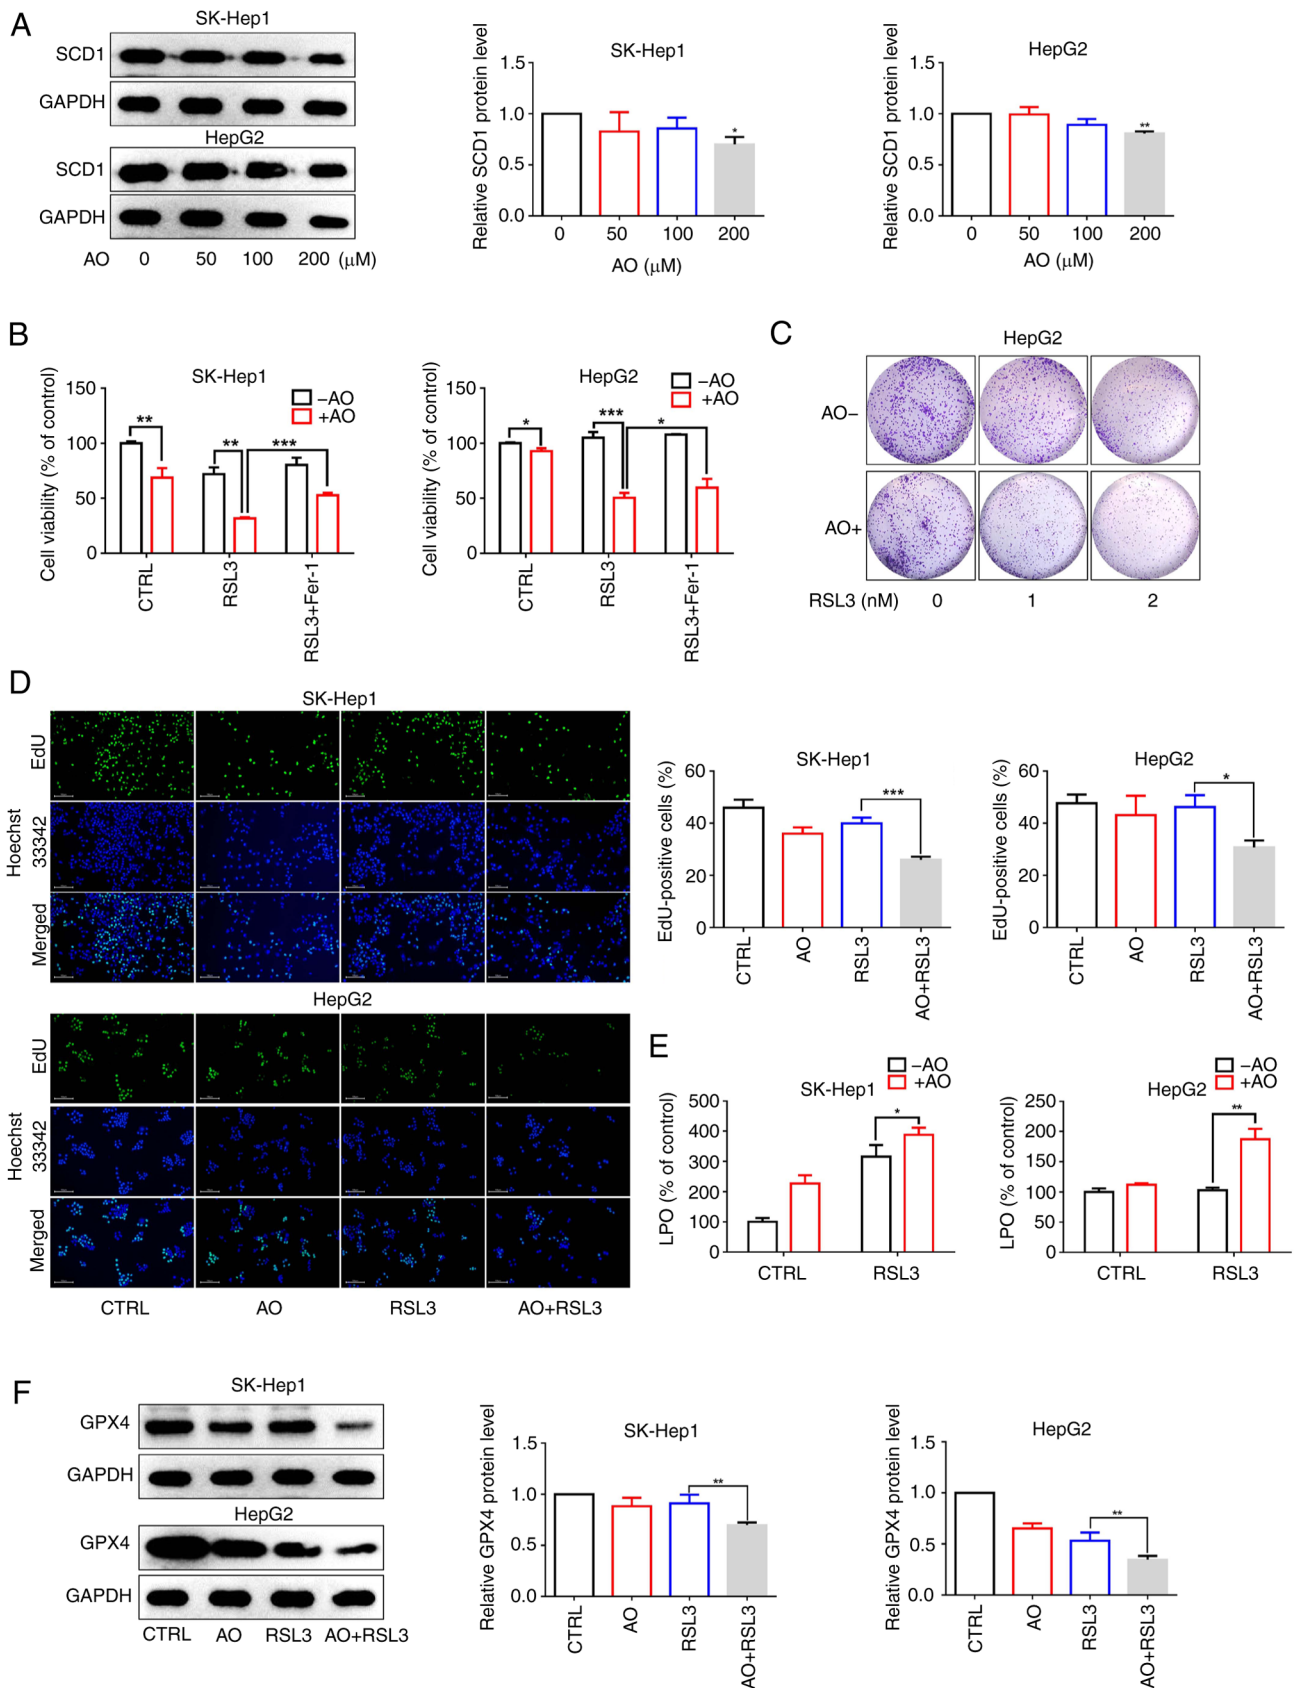 A
SK-Hep1
SCD1
GAPDH
HepG2
SCD1
GAPDH
AO 0 50 100 200 (μM)
SK-Hep1
Relative SCD1 protein level
1.5
1.0
0.5
0.0
*
0 50 100 200
AO (μM)
HepG2
Relative SCD1 protein level
1.5
1.0
0.5
0.0
**
0 50 100 200
AO (μM)
B
SK-Hep1
–AO
+AO
Cell viability (% of control)
150
100
50
0
** ** ***
CTRL RSL3 RSL3+Fer-1
HepG2
–AO
+AO
Cell viability (% of control)
150
100
50
0
* *** *
CTRL RSL3 RSL3+Fer-1
C
HepG2
AO–
AO+
RSL3 (nM) 0 1 2
D
SK-Hep1
EdU
Hoechst
33342
Merged
HepG2
EdU
Hoechst
33342
Merged
CTRL AO RSL3 AO+RSL3
SK-Hep1
EdU-positive cells (%)
60
40
20
0
***
CTRL AO RSL3 AO+RSL3
HepG2
EdU-positive cells (%)
60
40
20
0
*
CTRL AO RSL3 AO+RSL3
E
–AO
+AO
SK-Hep1
LPO (% of control)
500
400
300
200
100
0
*
CTRL RSL3
–AO
+AO
HepG2
LPO (% of control)
250
200
150
100
50
0
**
CTRL RSL3
F
SK-Hep1
GPX4
GAPDH
HepG2
GPX4
GAPDH
CTRL AO RSL3 AO+RSL3
SK-Hep1
Relative GPX4 protein level
1.5
1.0
0.5
0.0
**
CTRL AO RSL3 AO+RSL3
HepG2
Relative GPX4 protein level
1.5
1.0
0.5
0.0
**
CTRL AO RSL3 AO+RSL3